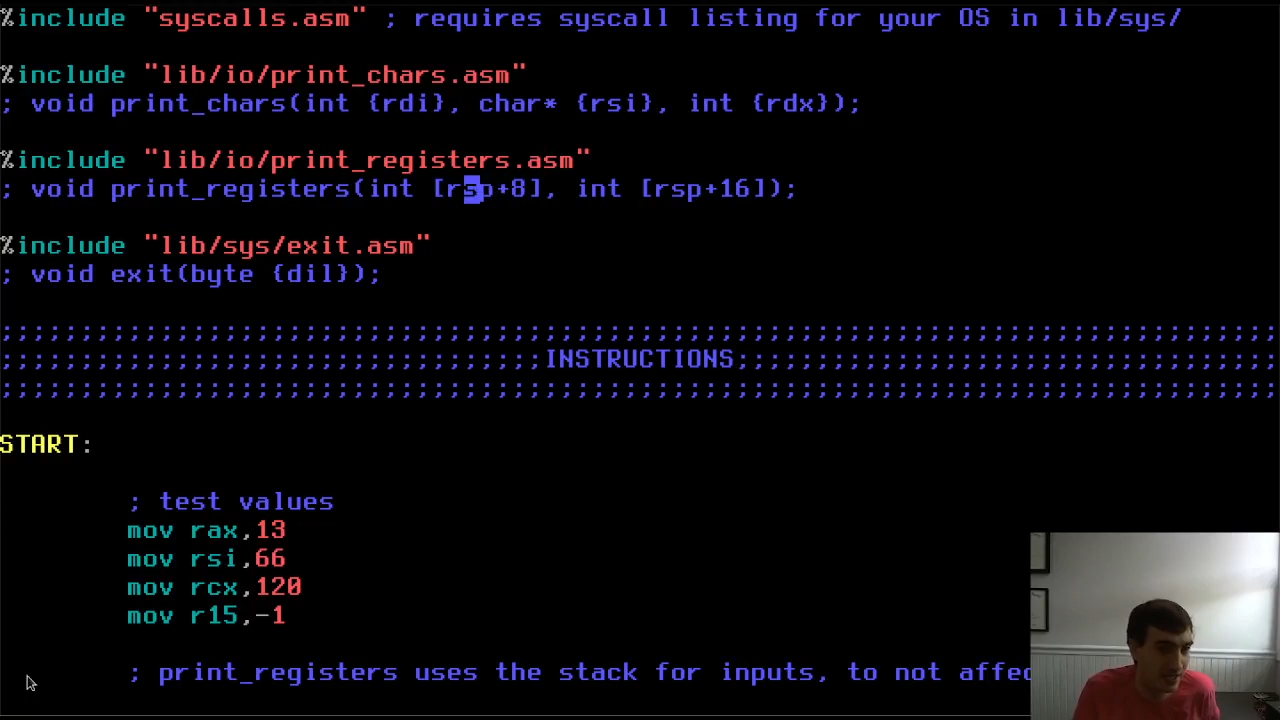 %include "syscalls.asm" ; requires syscall listing for your OS in lib/sys/
%include "lib/io/print_chars.asm"
; void print_chars(int {rdi}, char* {rsi}, int {rdx});
%include "lib/io/print_registers.asm"
; void print_registers(int [rsp+8], int [rsp+16]);
%include "lib/sys/exit.asm"
; void exit(byte {dil});
;;;;;;;;;;;;;;;;;;;;;;;;;;;;;;;;;;;;;;;;;;;;;;;;;;;;;;;;;;;;;;;;;;;;;;;;;;;;;;;;
;;;;;;;;;;;;;;;;;;;;;;;;;;;;;;;;;;INSTRUCTIONS;;;;;;;;;;;;;;;;;;;;;;;;;;;;;;;;;;
;;;;;;;;;;;;;;;;;;;;;;;;;;;;;;;;;;;;;;;;;;;;;;;;;;;;;;;;;;;;;;;;;;;;;;;;;;;;;;;;
START:
; test values
mov rax,13
mov rsi,66
mov rcx,120
mov r15,-1
; print_registers uses the stack for inputs, to not affe